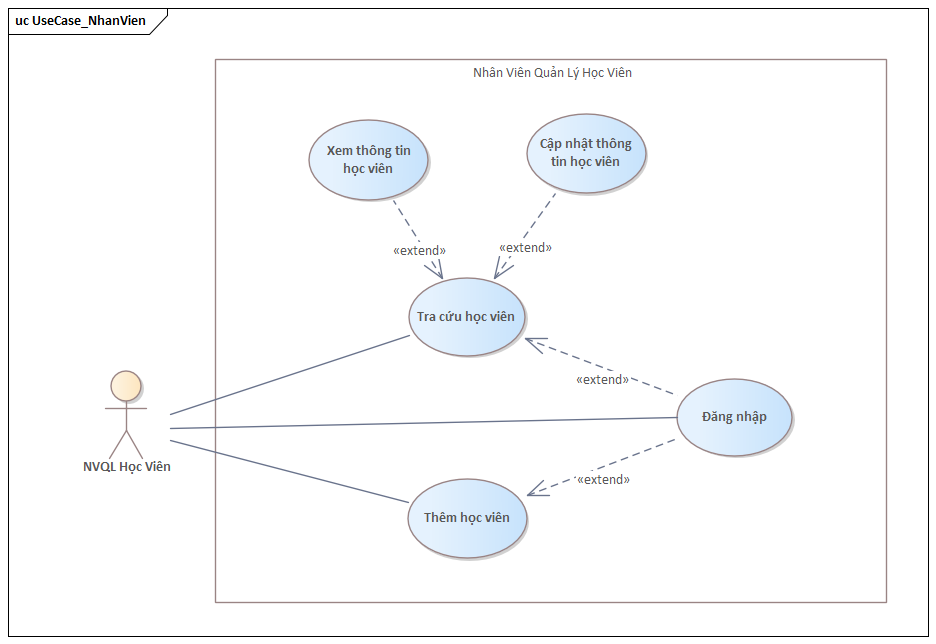 uc UseCase_NhanVien
Nhân Viên Quản Lý Học Viên
Xem thông tin
học viên
Cập nhật thông
tin học viên
«extend»
«extend»
Tra cứu học viên
«extend»
Đăng nhập
NVQL Học Viên
«extend»
Thêm học viên